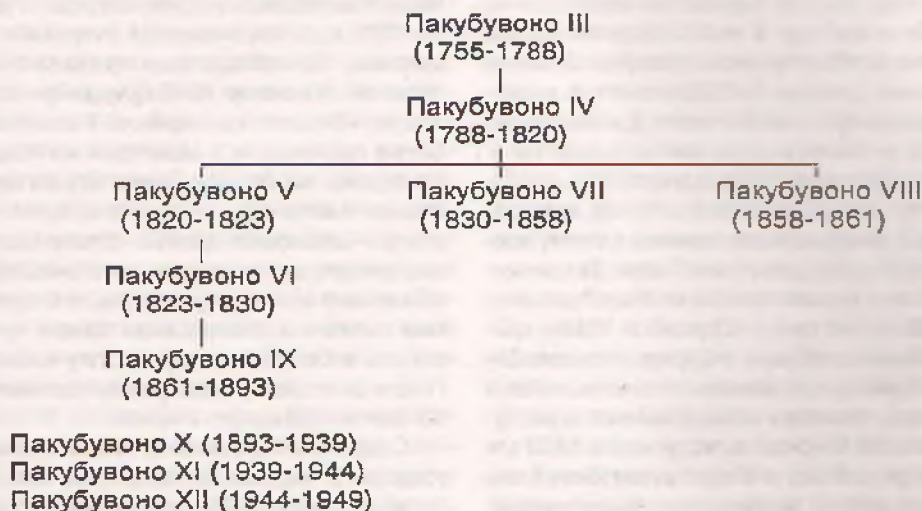 Пакубувоно III
(1755-1788)
Пакубувоно IV
(1788-1820)
Пакубувоно V Пакубувоно VII Пакубувоно VIII
(1820-1823) (1830-1858) (1858-1861)
Пакубувоно VI
(1823-1830)
Пакубувоно IX
(1861-1893)
Пакубувоно X (1893-1939)
Пакубувоно XI (1939-1944)
Пакубувоно XII (1944-1949)